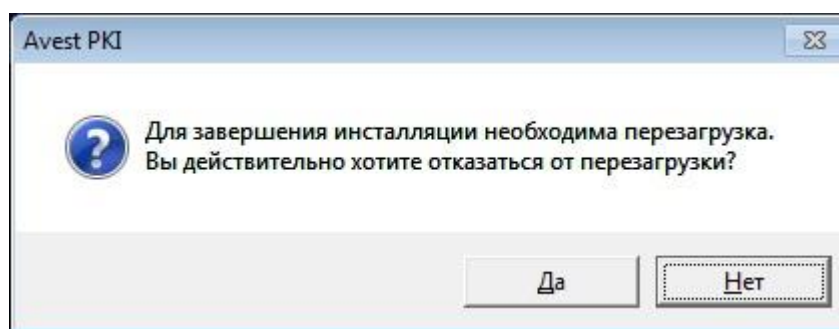 Avest PKI
Для завершения инсталляции необходима перезагрузка.
Вы действительно хотите отказаться от перезагрузки?
Да
Нет